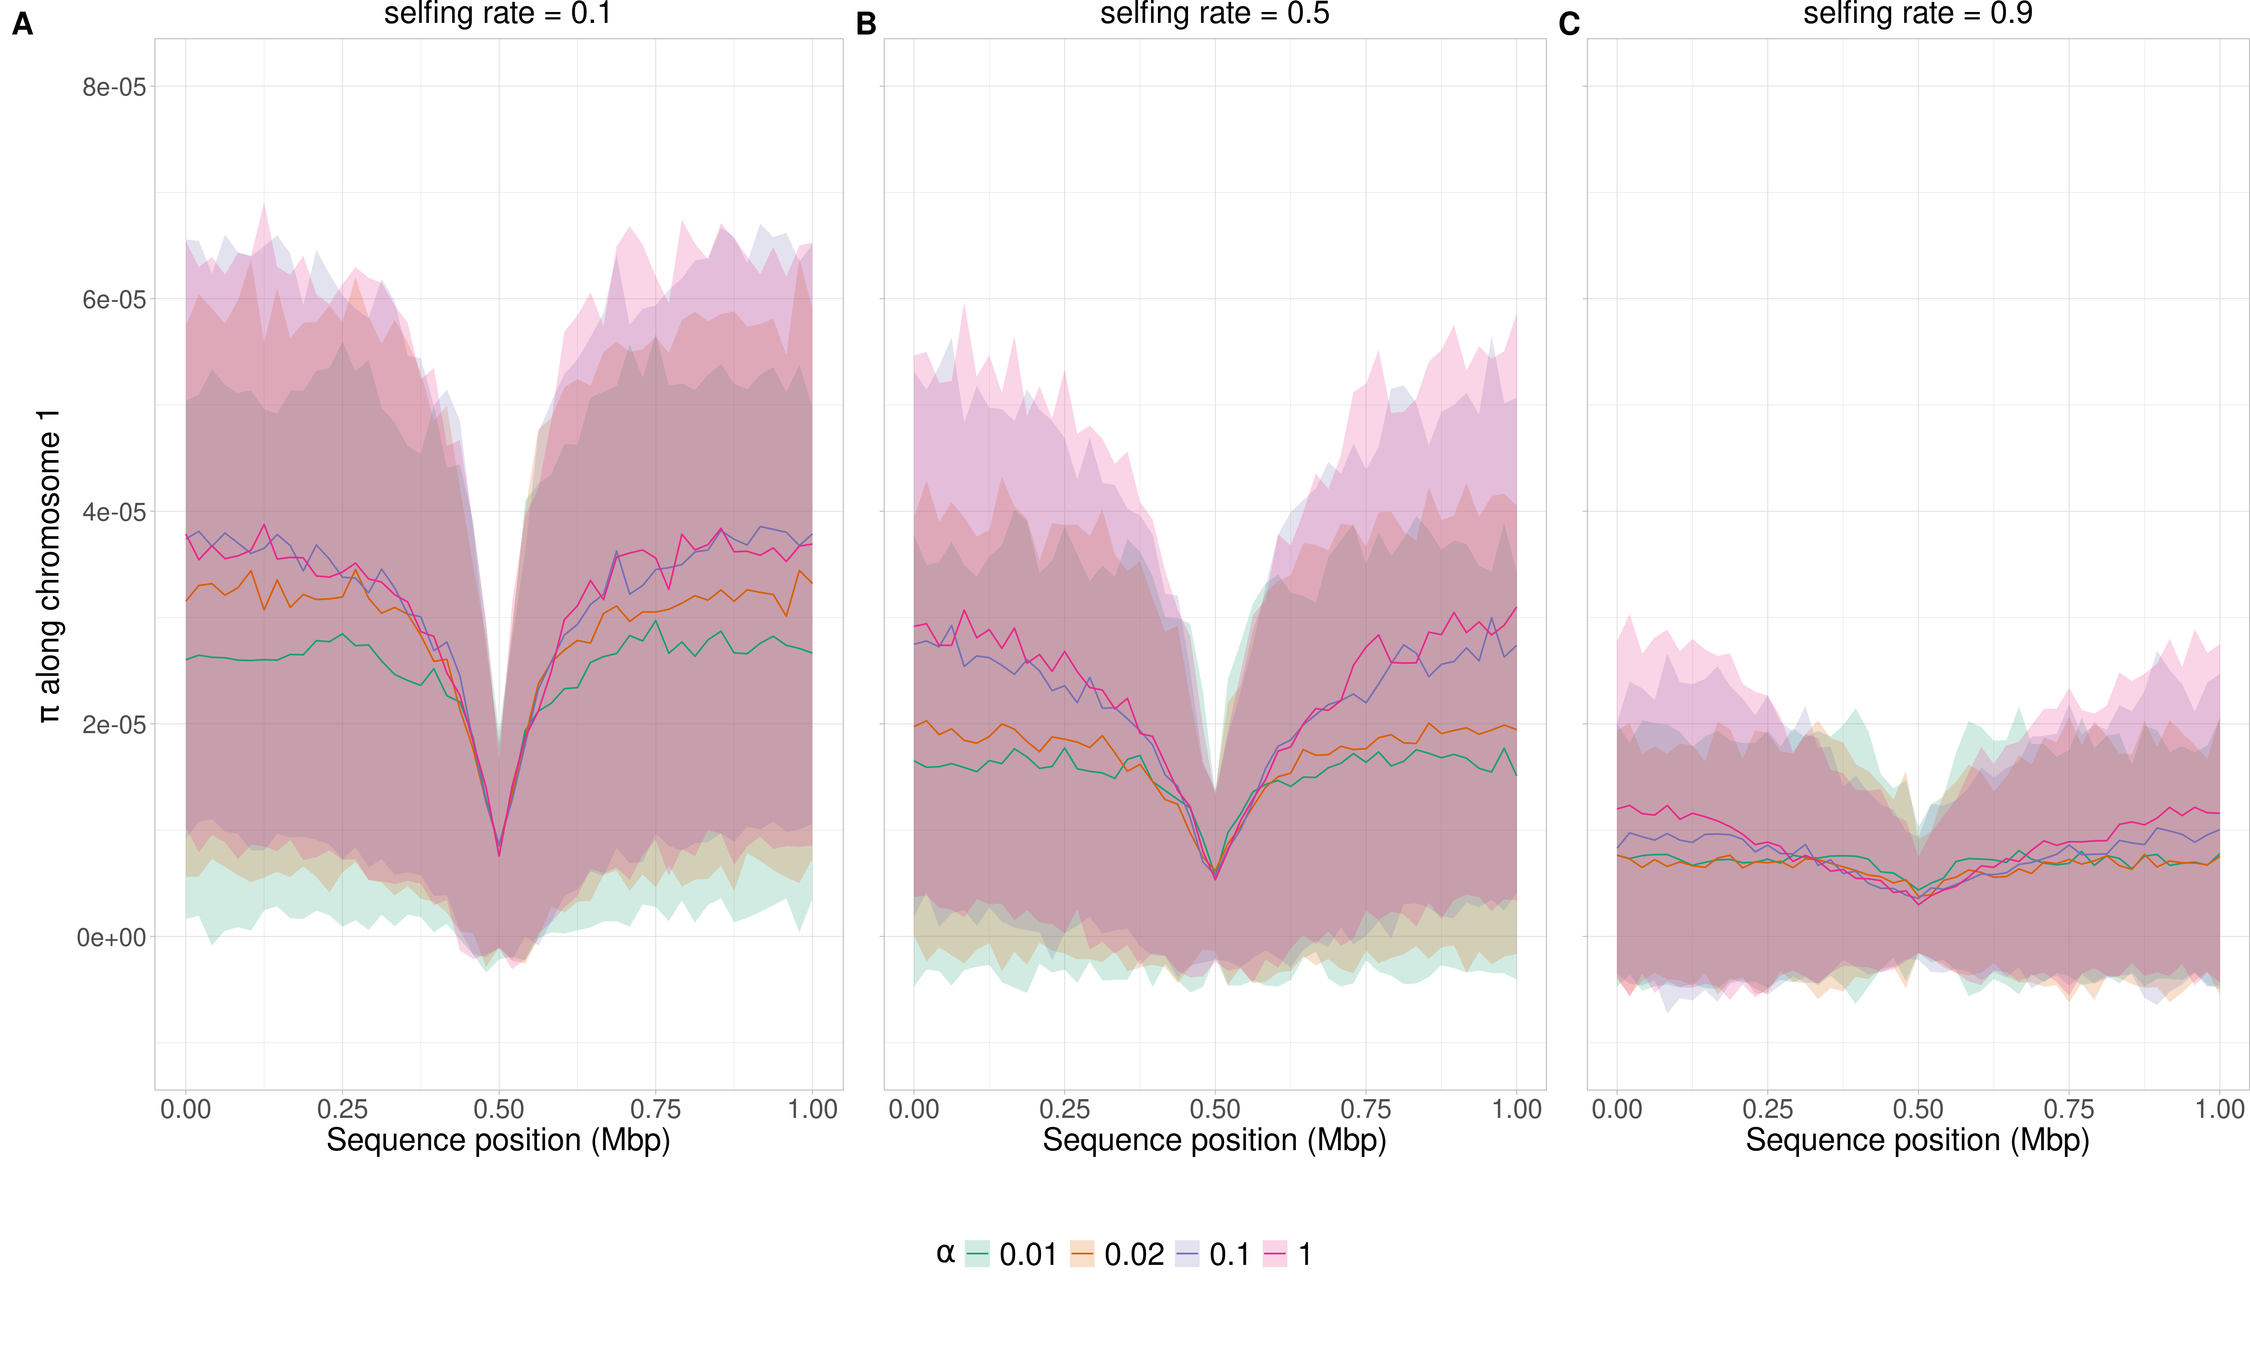 A selfing rate = 0.1
B selfing rate = 0.5
C selfing rate = 0.9
π along chromosome 1
8e-05
6e-05
4e-05
2e-05
0e+00
0.00 0.25 0.50 0.75 1.00
0.00 0.25 0.50 0.75 1.00
0.00 0.25 0.50 0.75 1.00
Sequence position (Mbp)
Sequence position (Mbp)
Sequence position (Mbp)
α 0.01 0.02 0.1 1